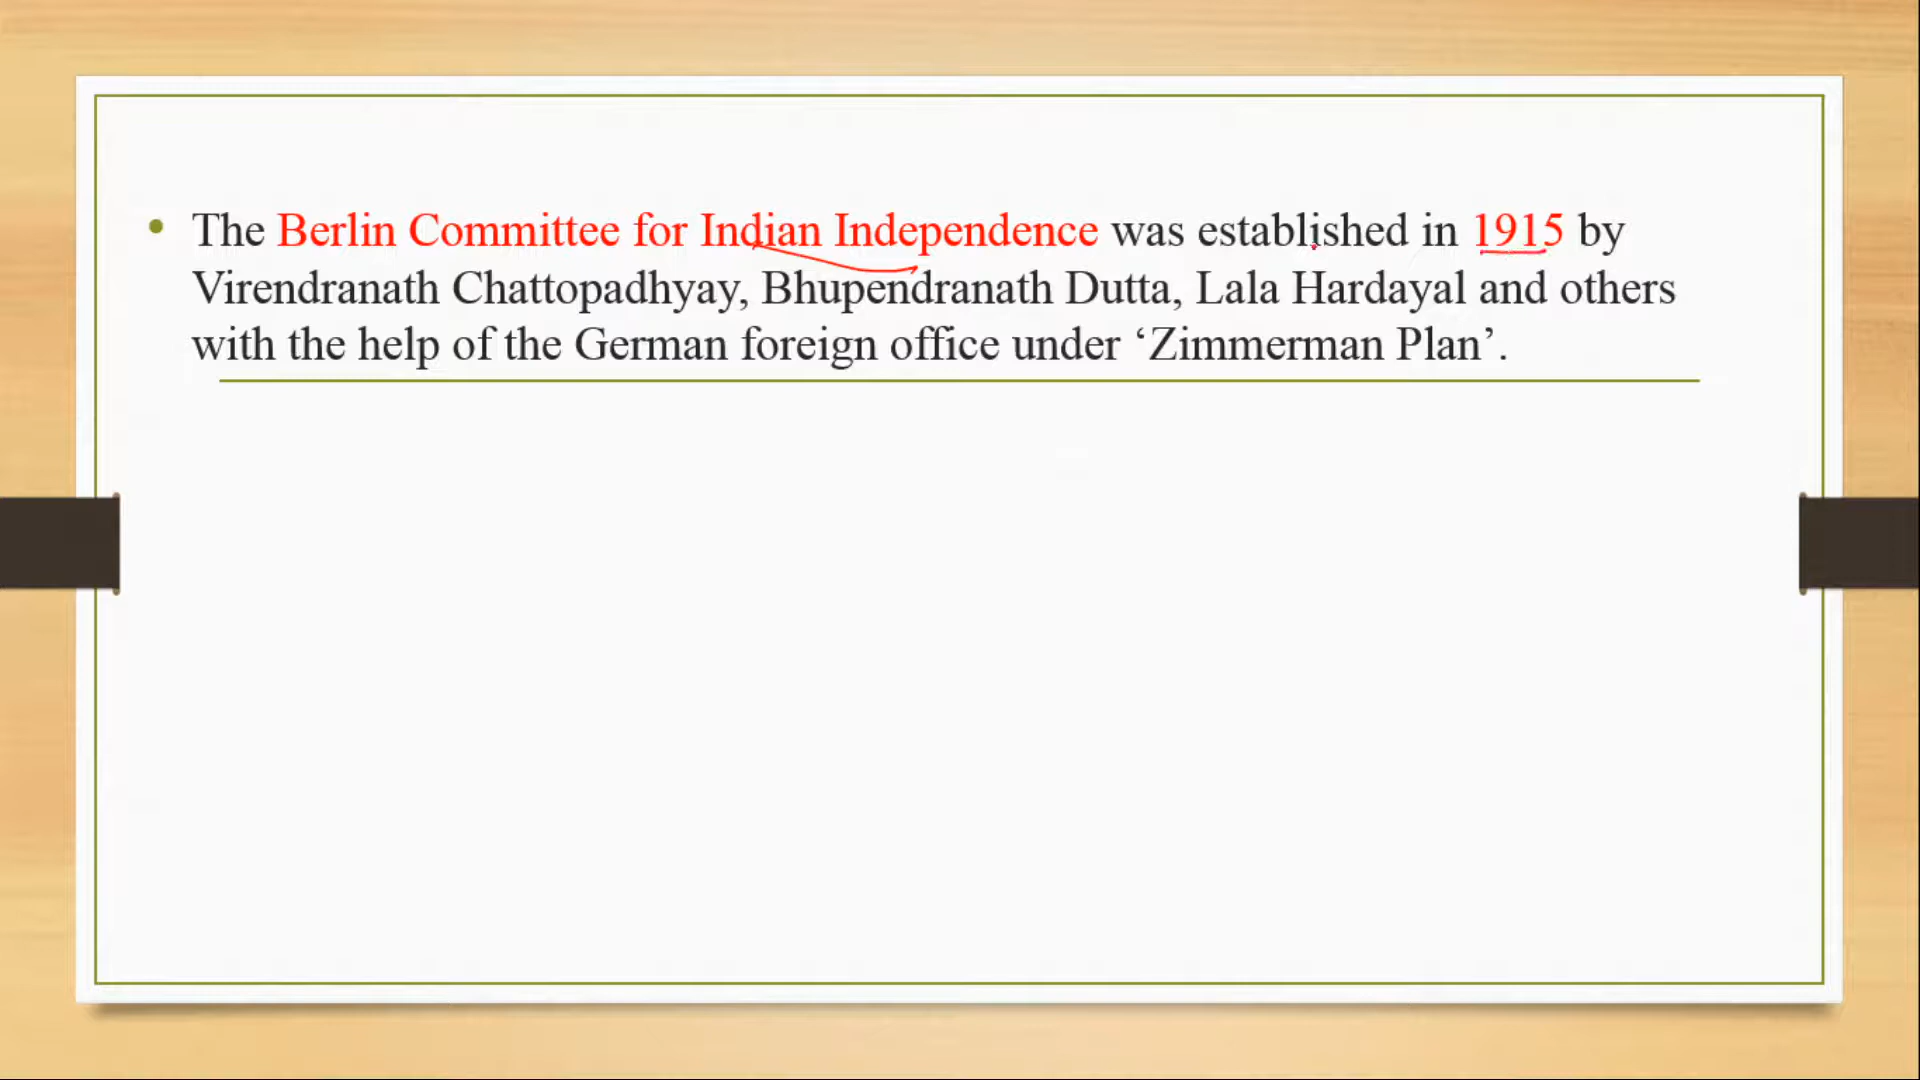 • The Berlin Committee for Indian Independence was established in 1915 by
Virendranath Chattopadhyay, Bhupendranath Dutta, Lala Hardayal and others
with the help of the German foreign office under ‘Zimmerman Plan’.